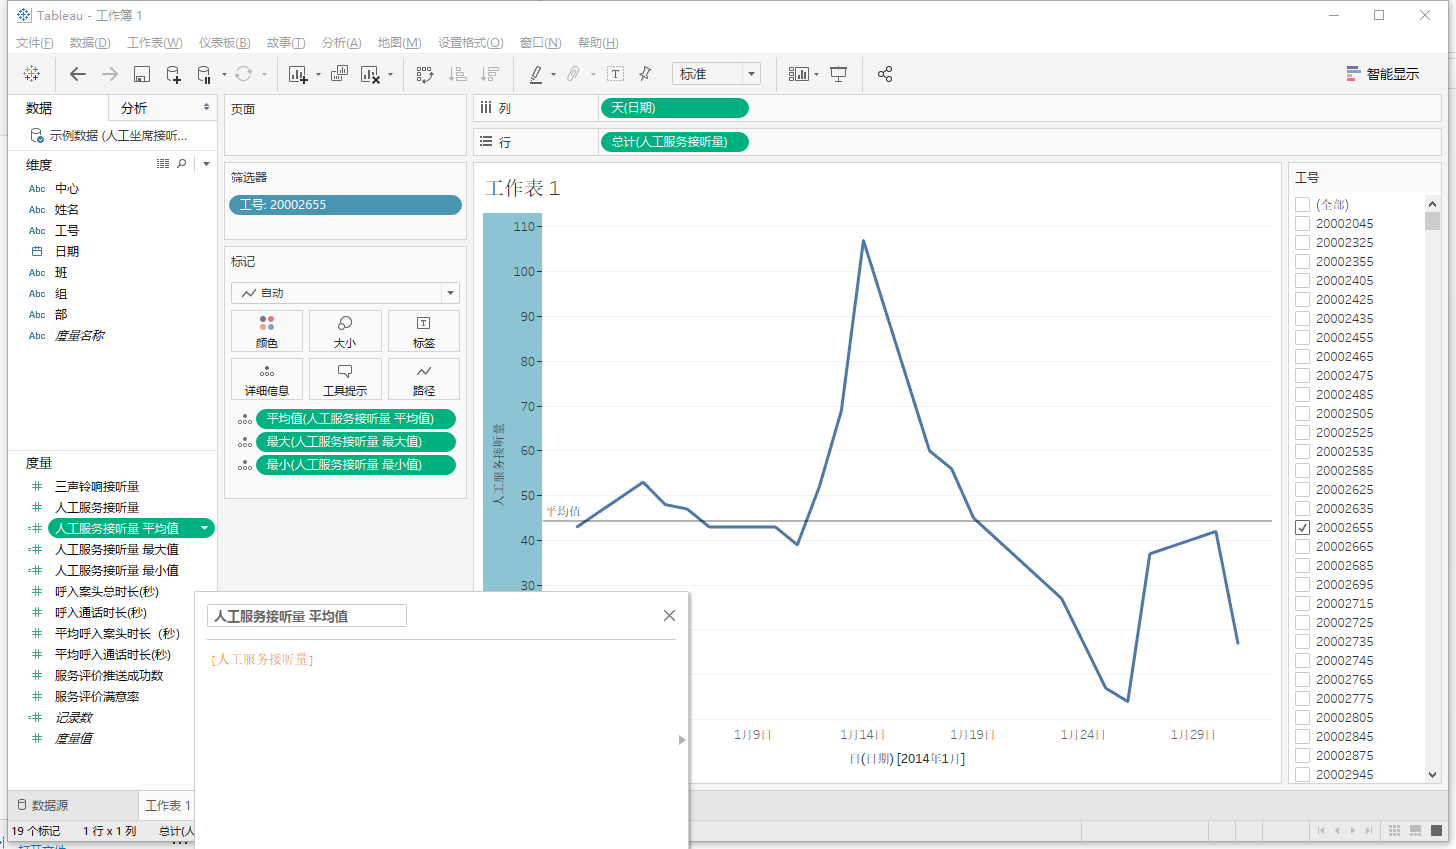 Tableau - 工作簿 1
文件(F) 数据(D) 工作表(W) 仪表板(B) 故事(T) 分析(A) 地图(M) 设置格式(O) 窗口(N) 帮助(H)
标准
智能显示
数据 分析
示例数据 (人工坐席接听...
维度
Abc 中心
Abc 姓名
Abc 工号
日期
Abc 班
Abc 组
Abc 部
Abc 度量名称
度量
三声铃响接听量
人工服务接听量
人工服务接听量 平均值
人工服务接听量 最大值
人工服务接听量 最小值
呼入案头总时长(秒)
呼入通话时长(秒)
平均呼入案头时长（秒）
平均呼入通话时长(秒)
服务评价推送成功数
服务评价满意率
记录数
度量值
页面
筛选器
工号: 20002655
标记
自动
颜色 大小 标签
详细信息 工具提示 路径
平均值(人工服务接听量 平均值)
最大(人工服务接听量 最大值)
最小(人工服务接听量 最小值)
列 天(日期)
行 总计(人工服务接听量)
工作表 1
人工服务接听量
110
100
90
80
70
60
50
40
30
平均值
1月9日 1月14日 1月19日 1月24日 1月29日
日(日期) [2014年1月]
工号
(全部)
20002045
20002325
20002355
20002405
20002425
20002435
20002455
20002465
20002475
20002485
20002505
20002525
20002535
20002585
20002625
20002635
20002655
20002665
20002685
20002695
20002715
20002725
20002735
20002745
20002765
20002775
20002805
20002845
20002875
20002945
人工服务接听量 平均值
[人工服务接听量]
数据源 工作表 1
19 个标记 1 行 x 1 列 总计(人